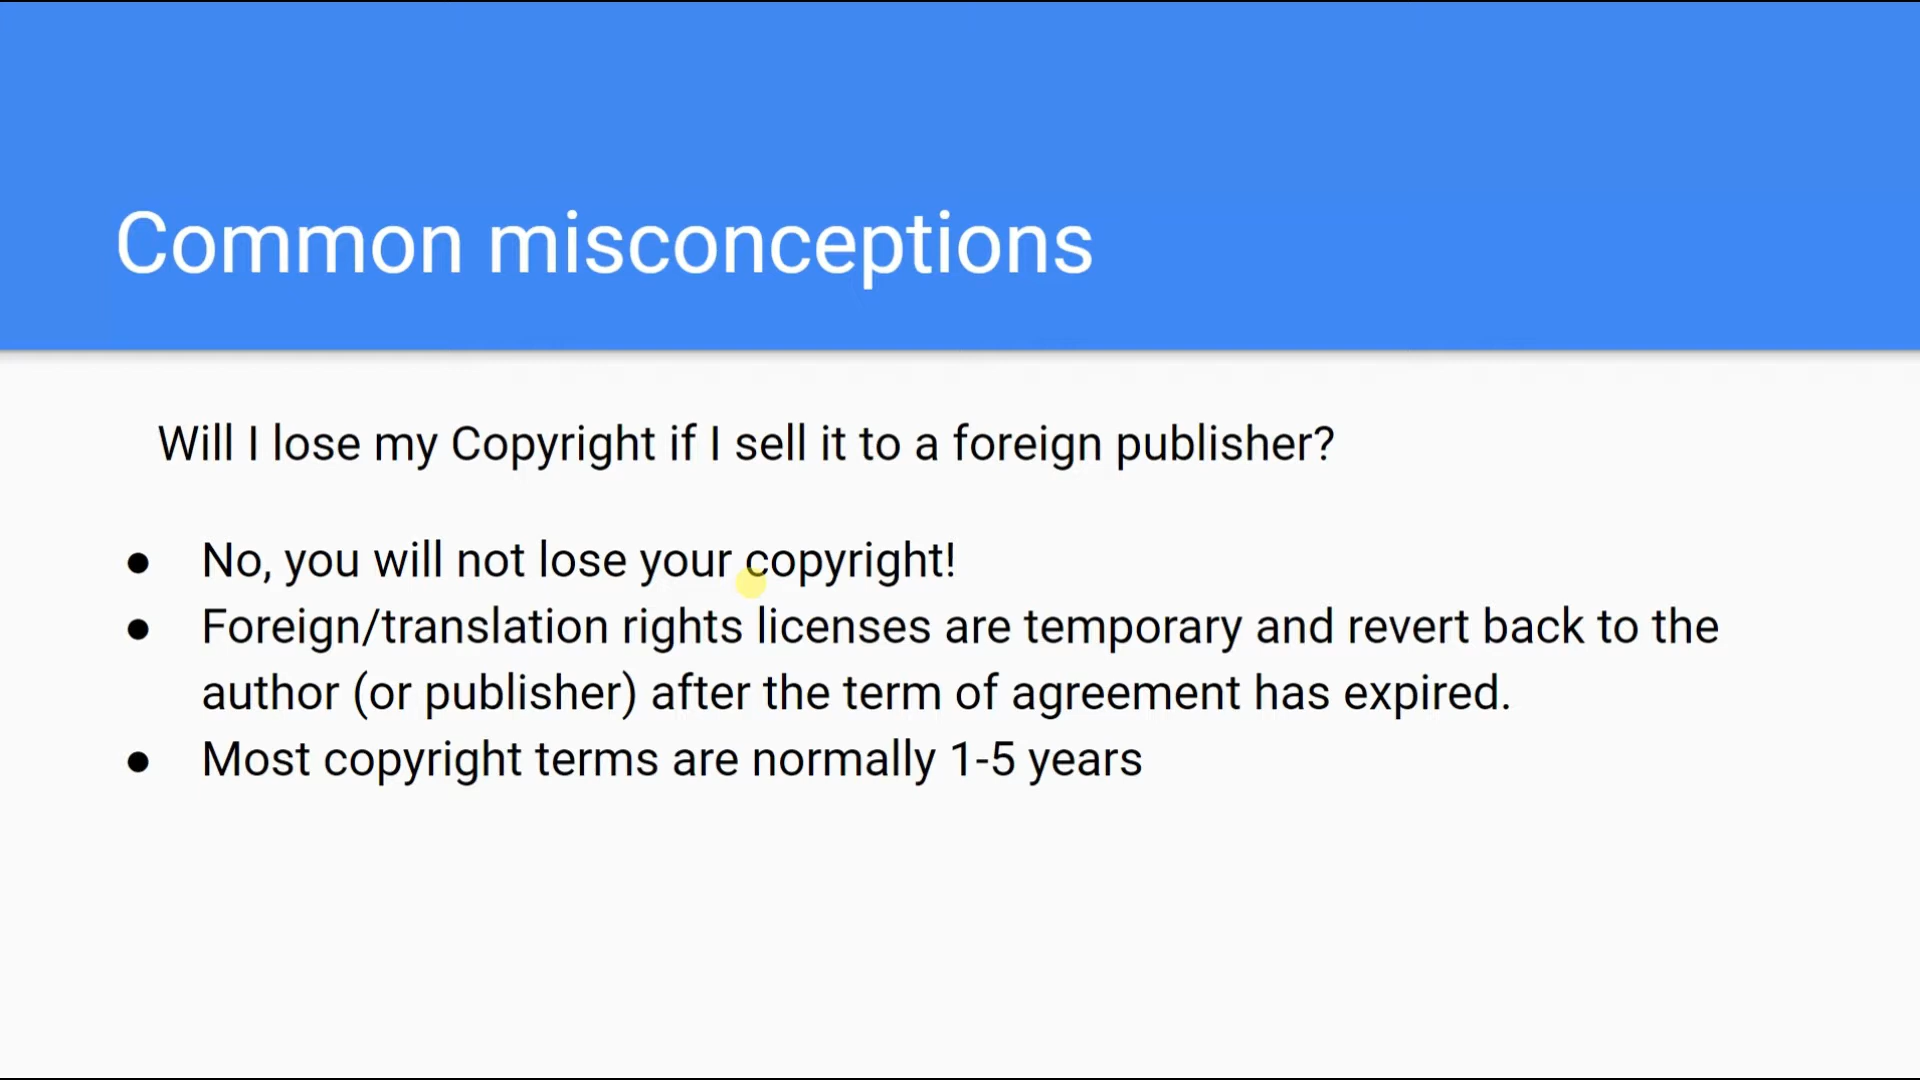 Common misconceptions
Will I lose my Copyright if I sell it to a foreign publisher?
● No, you will not lose your copyright!
● Foreign/translation rights licenses are temporary and revert back to the
author (or publisher) after the term of agreement has expired.
● Most copyright terms are normally 1-5 years